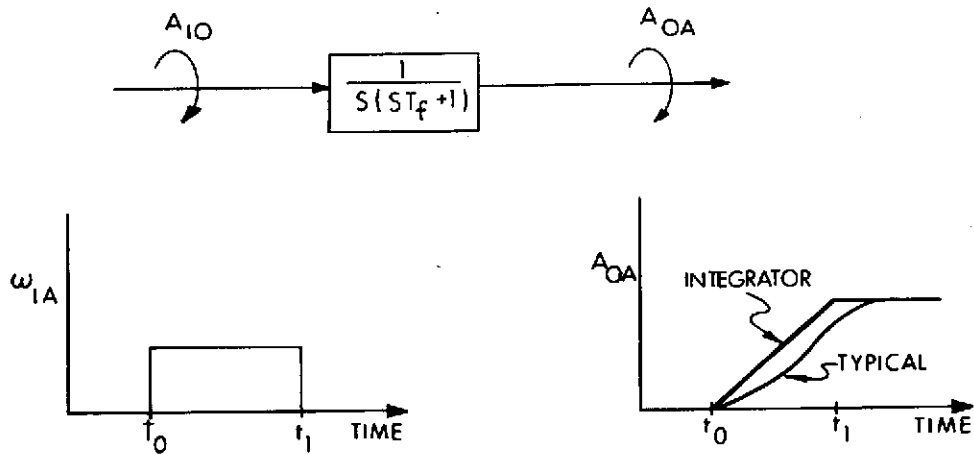 A_IO
A_OA
1
S(ST_f+1)
ω_IA
t_0
t_1
TIME
A_OA
INTEGRATOR
TYPICAL
t_0
t_1
TIME